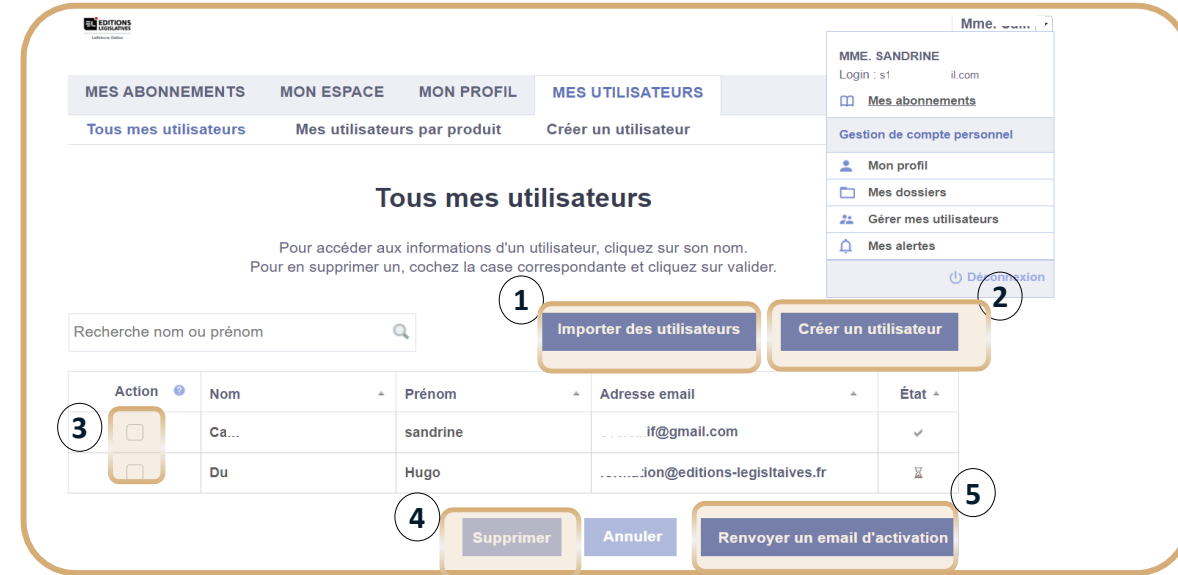 EL EDITIONS
LEGISLATIVES
Lefebvre Dalloz
Mme.
MME. SANDRINE
Login : s1 il.com
Mes abonnements
Gestion de compte personnel
Mon profil
Mes dossiers
Gérer mes utilisateurs
Mes alertes
Déconnexion
MES ABONNEMENTS MON ESPACE MON PROFIL MES UTILISATEURS
Tous mes utilisateurs Mes utilisateurs par produit Créer un utilisateur
Tous mes utilisateurs
Pour accéder aux informations d'un utilisateur, cliquez sur son nom.
Pour en supprimer un, cochez la case correspondante et cliquez sur valider.
1 2
Recherche nom ou prénom Importer des utilisateurs Créer un utilisateur
Action ? Nom Prénom Adresse email État
3 Ca... sandrine if@gmail.com
Du Hugo ion@editions-legisltaives.fr
4 5
Supprimer Annuler Renvoyer un email d'activation